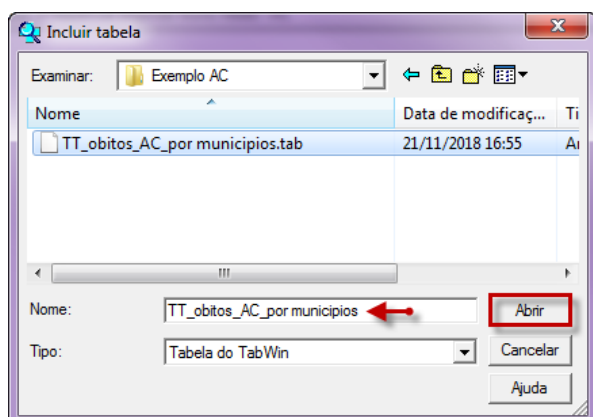 Incluir tabela
Examinar: Exemplo AC
Nome Data de modificaç... Ti
TT_obitos_AC_por municipios.tab 21/11/2018 16:55 Ar
Nome: TT_obitos_AC_por municipios Abrir
Tipo: Tabela do TabWin Cancelar
Ajuda